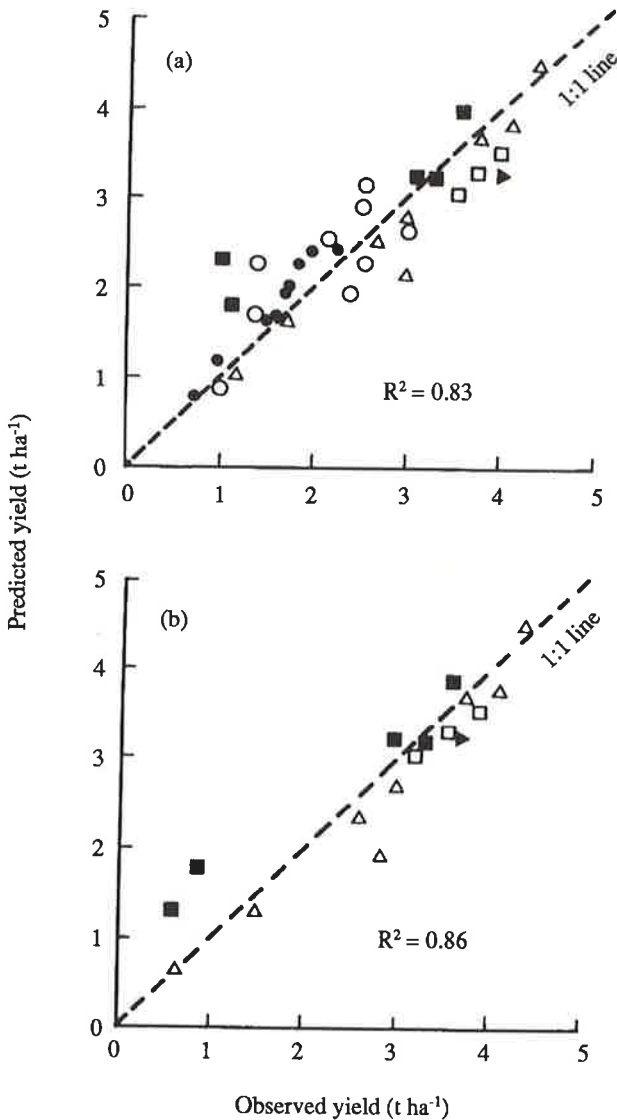 5
(a)
1:1 line
4
3
2
1
R² = 0.83
0
0 1 2 3 4 5
Predicted yield (t ha⁻¹)
5
(b)
1:1 line
4
3
2
1
R² = 0.86
0
0 1 2 3 4 5
Observed yield (t ha⁻¹)